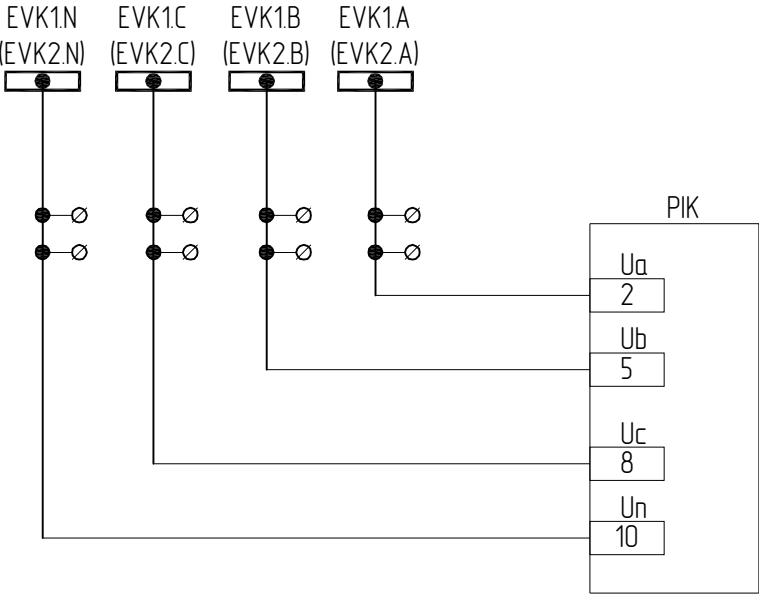 EVK1.N EVK1.C EVK1.B EVK1.A
(EVK2.N) (EVK2.C) (EVK2.B) (EVK2.A)
PIK
Ua
2
Ub
5
Uc
8
Un
10